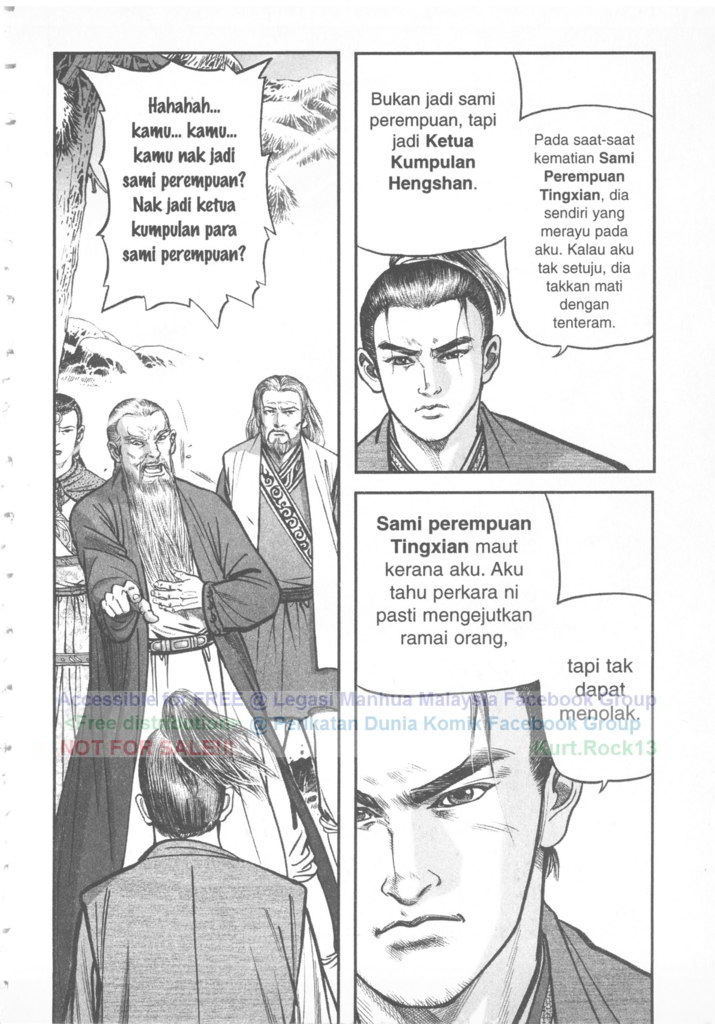 Hahahah...
kamu... kamu...
kamu nak jadi
sami perempuan?
Nak jadi ketua
kumpulan para
sami perempuan?
Bukan jadi sami
perempuan, tapi
jadi Ketua
Kumpulan
Hengshan.
Pada saat-saat
kematian Sami
Perempuan
Tingxian, dia
sendiri yang
merayu pada
aku. Kalau aku
tak setuju, dia
takkan mati
dengan
tenteram.
Sami perempuan
Tingxian maut
kerana aku. Aku
tahu perkara ni
pasti mengejutkan
ramai orang,
tapi tak
dapat
menolak.
Accessible for FREE @ Legasi Manhua Malaysia Facebook Group
<Free distribution> @ Perikatan Dunia Komik Facebook Group
NOT FOR SALE!!! Kurt.Rock13